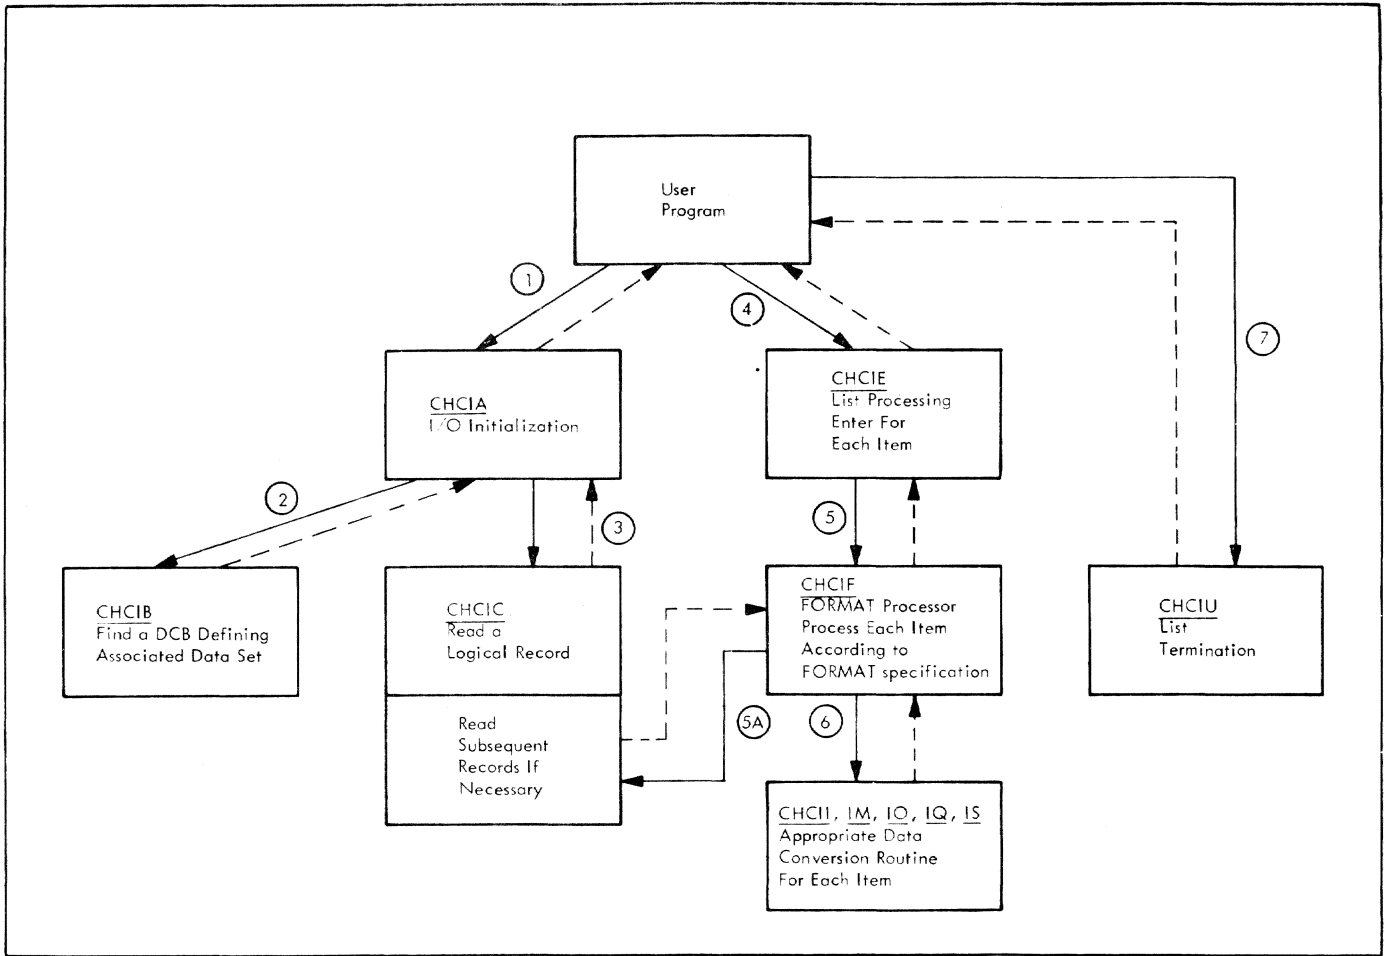 User
Program
1
4
7
CHCIA
I/O Initialization
CHCIE
List Processing
Enter For
Each Item
2
3
5
CHCIB
Find a DCB Defining
Associated Data Set
CHCIC
Read a
Logical Record
CHCIF
FORMAT Processor
Process Each Item
According to
FORMAT specification
CHCIU
List
Termination
Read
Subsequent
Records If
Necessary
5A
6
CHCII, IM, IO, IQ, IS
Appropriate Data
Conversion Routine
For Each Item